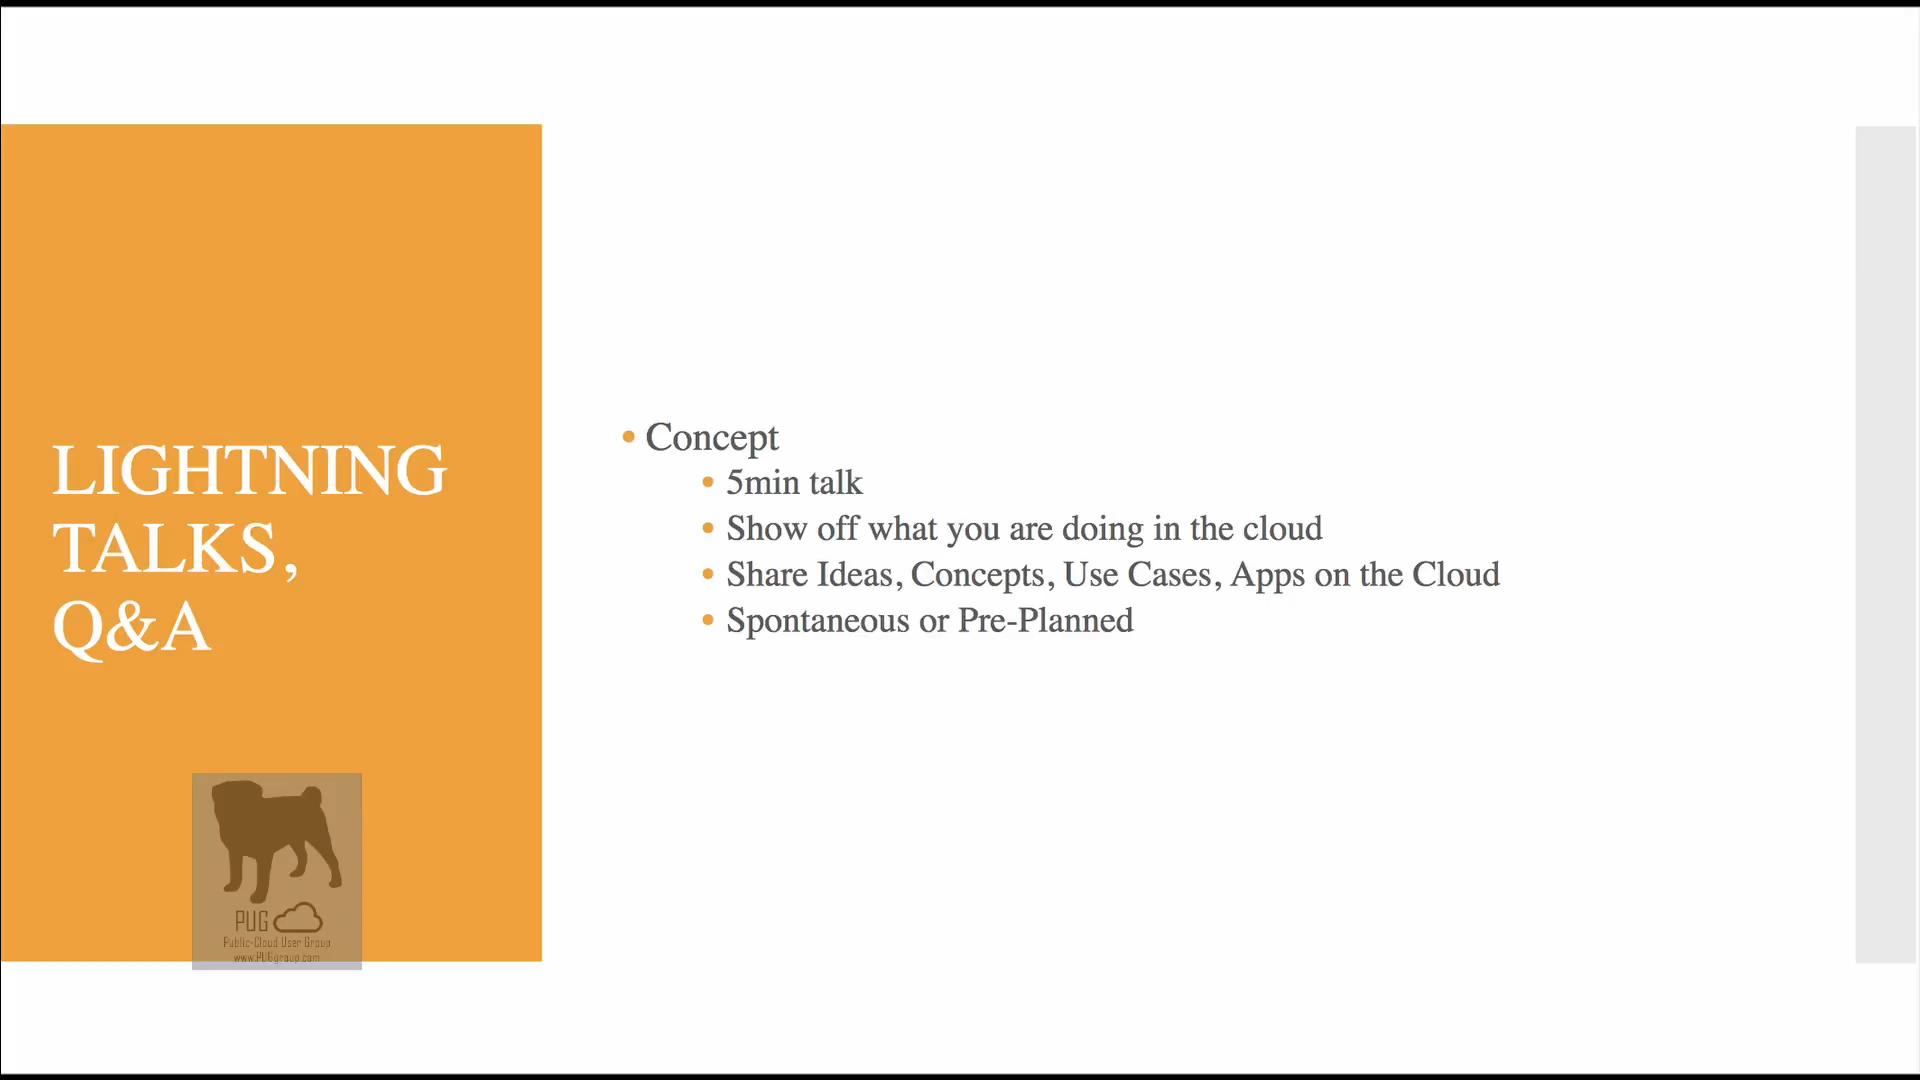 LIGHTNING
TALKS,
Q&A
• Concept
• 5min talk
• Show off what you are doing in the cloud
• Share Ideas, Concepts, Use Cases, Apps on the Cloud
• Spontaneous or Pre-Planned
PUG
Public-Cloud User Group
www.PUGgroup.com